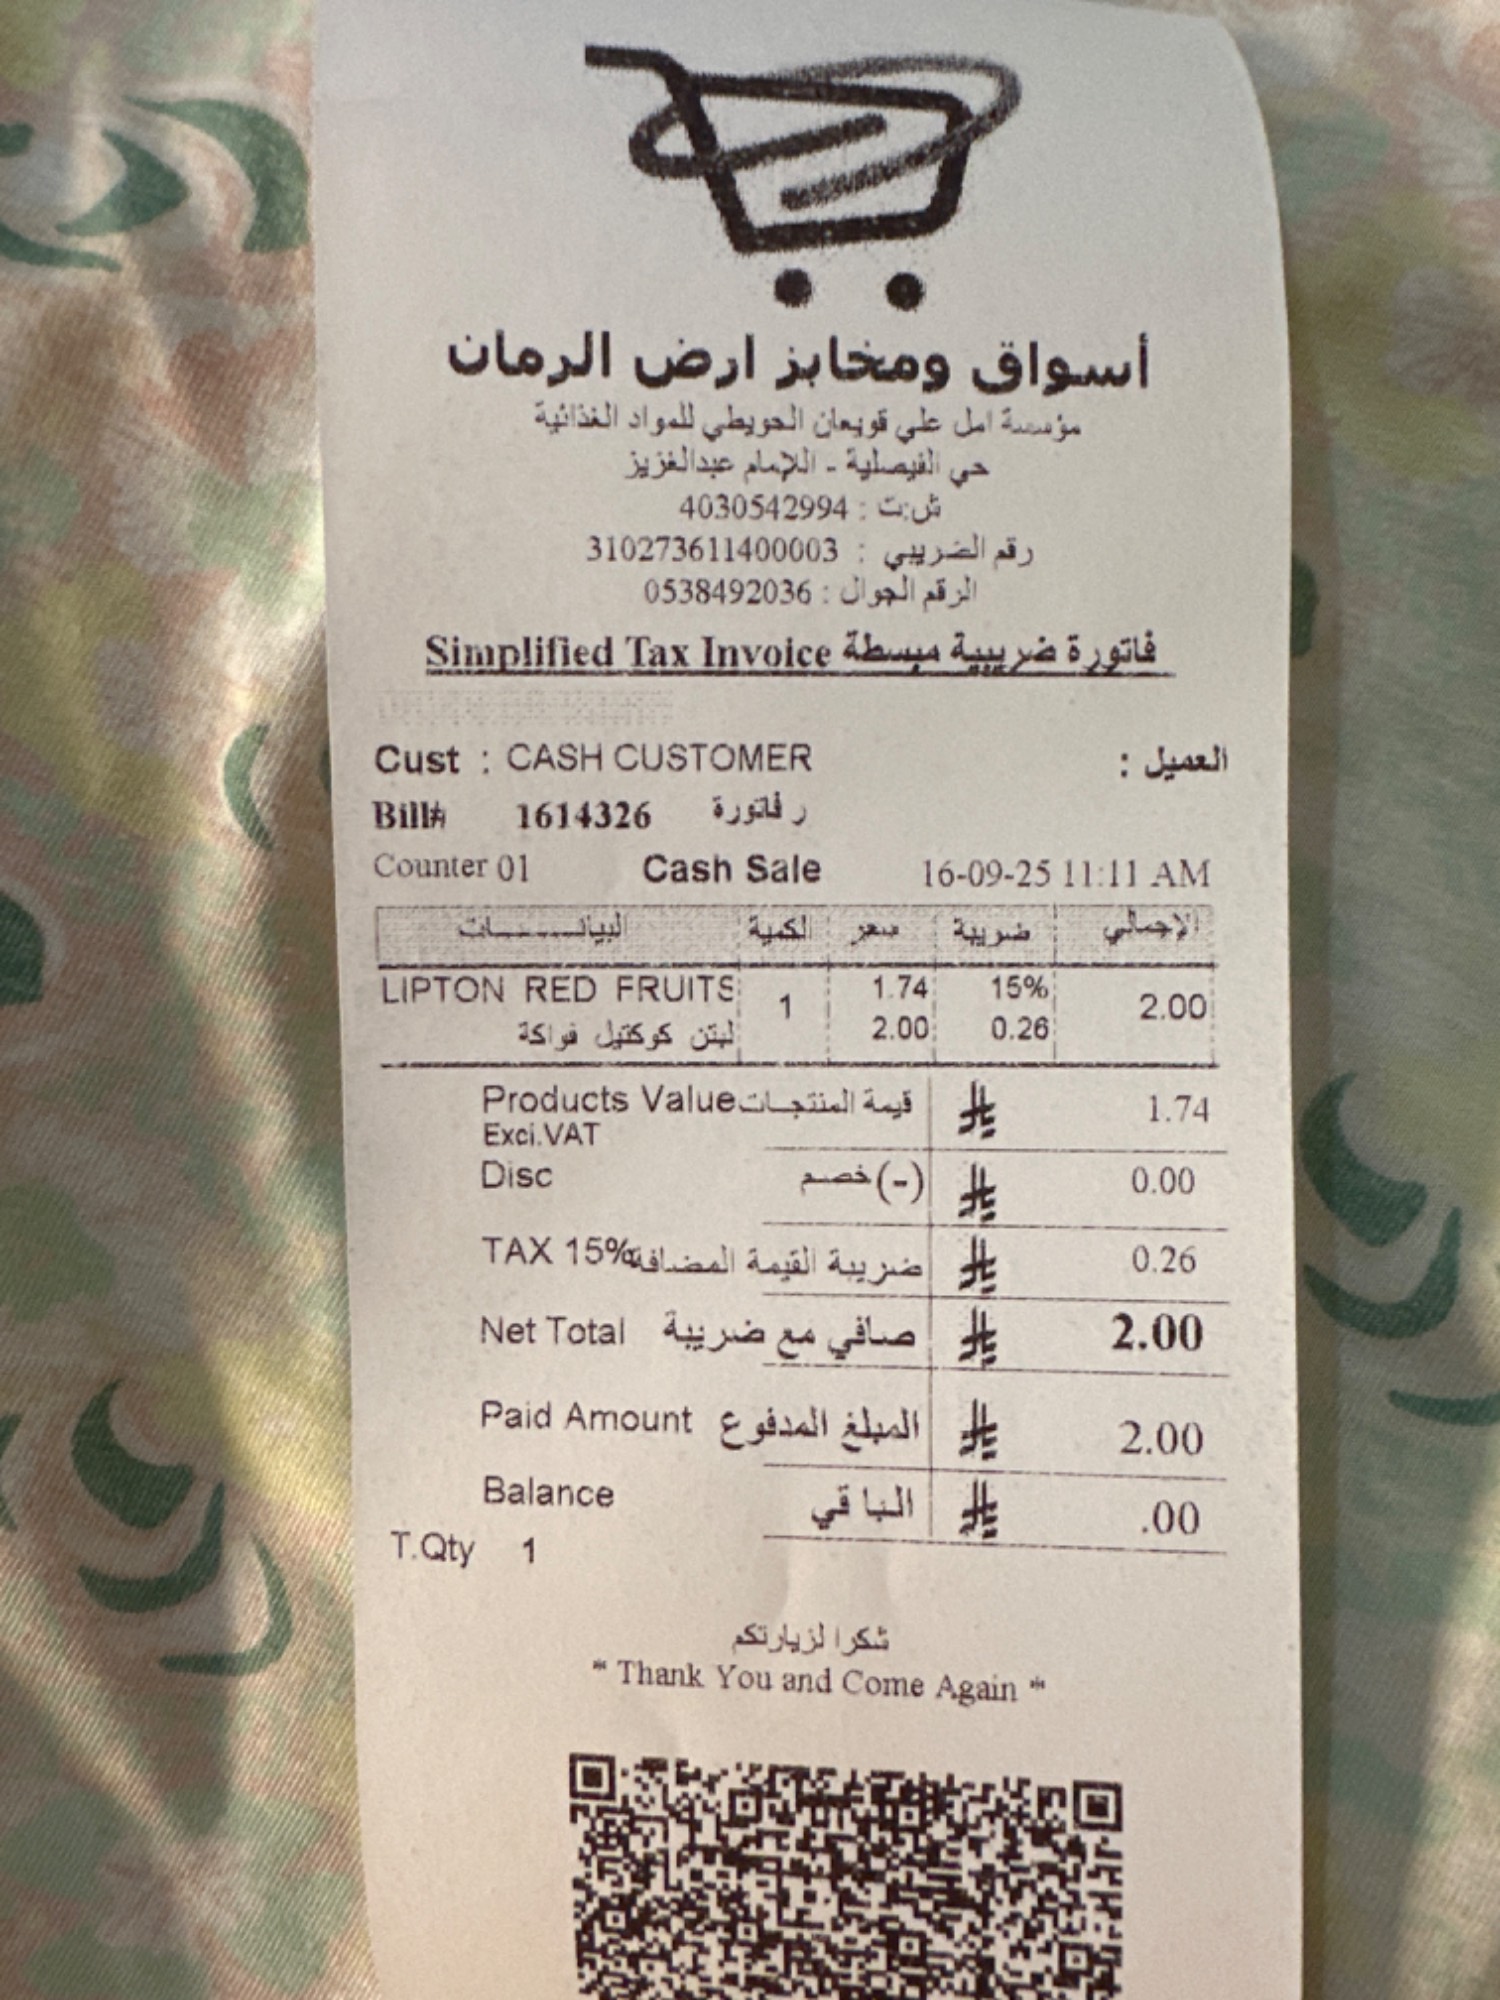 أسواق ومخابز ارض الرمان
مؤسسة امل علي قويعان الحويطي للمواد الغذائية
حي الفيصلية - اللإمام عبدالعزيز
ش:ت : 4030542994
رقم الضريبي : 310273611400003
الرقم الجوال : 0538492036
Simplified Tax Invoice فاتورة ضريبية مبسطة
Cust : CASH CUSTOMER العميل :
Bill# 1614326 ر فاتورة
Counter 01 Cash Sale 16-09-25 11:11 AM
البيانـــــــات الكمية سعر ضريبة الإجمالي
LIPTON RED FRUITS 1 1.74 15% 2.00
لبتن كوكتيل فواكة 2.00 0.26
Products Value قيمة المنتجـات 1.74
Exci.VAT
Disc خصم (-) 0.00
TAX 15% ضريبة القيمة المضافة 0.26
Net Total صافي مع ضريبة 2.00
Paid Amount المبلغ المدفوع 2.00
Balance البا قي .00
T.Qty 1
شكرا لزيارتكم
* Thank You and Come Again *